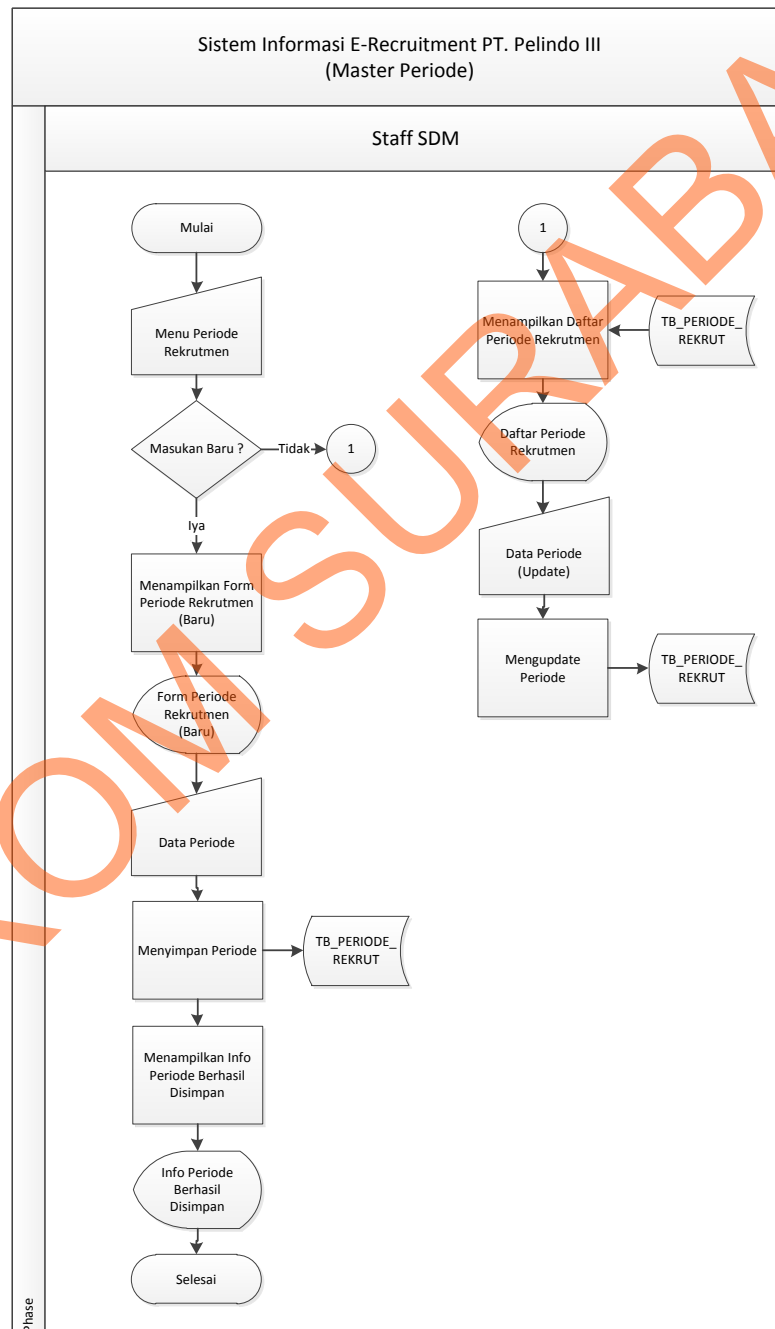 Sistem Informasi E-Recruitment PT. Pelindo III
(Master Periode)
Staff SDM
Mulai
Menu Periode
Rekrutmen
Masukan Baru ?
Tidak
1
Iya
Menampilkan Form
Periode Rekrutmen
(Baru)
Form Periode
Rekrutmen
(Baru)
Data Periode
Menyimpan Periode
TB_PERIODE_
REKRUT
Menampilkan Info
Periode Berhasil
Disimpan
Info Periode
Berhasil
Disimpan
Selesai
1
Menampilkan Daftar
Periode Rekrutmen
TB_PERIODE_
REKRUT
Daftar Periode
Rekrutmen
Data Periode
(Update)
Mengupdate
Periode
TB_PERIODE_
REKRUT
Phase
OM SURABA